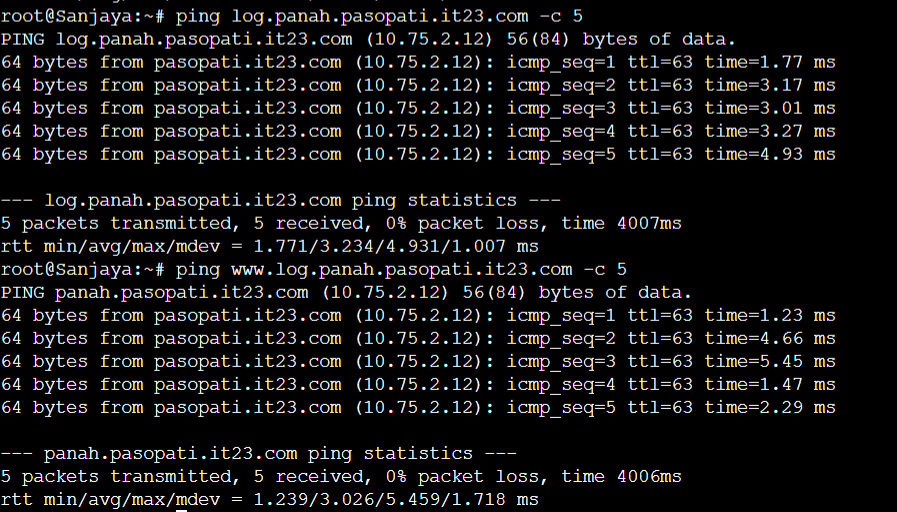 root@Sanjaya:~# ping log.panah.pasopati.it23.com -c 5
PING log.panah.pasopati.it23.com (10.75.2.12) 56(84) bytes of data.
64 bytes from pasopati.it23.com (10.75.2.12): icmp_seq=1 ttl=63 time=1.77 ms
64 bytes from pasopati.it23.com (10.75.2.12): icmp_seq=2 ttl=63 time=3.17 ms
64 bytes from pasopati.it23.com (10.75.2.12): icmp_seq=3 ttl=63 time=3.01 ms
64 bytes from pasopati.it23.com (10.75.2.12): icmp_seq=4 ttl=63 time=3.27 ms
64 bytes from pasopati.it23.com (10.75.2.12): icmp_seq=5 ttl=63 time=4.93 ms
--- log.panah.pasopati.it23.com ping statistics ---
5 packets transmitted, 5 received, 0% packet loss, time 4007ms
rtt min/avg/max/mdev = 1.771/3.234/4.931/1.007 ms
root@Sanjaya:~# ping www.log.panah.pasopati.it23.com -c 5
PING panah.pasopati.it23.com (10.75.2.12) 56(84) bytes of data.
64 bytes from pasopati.it23.com (10.75.2.12): icmp_seq=1 ttl=63 time=1.23 ms
64 bytes from pasopati.it23.com (10.75.2.12): icmp_seq=2 ttl=63 time=4.66 ms
64 bytes from pasopati.it23.com (10.75.2.12): icmp_seq=3 ttl=63 time=5.45 ms
64 bytes from pasopati.it23.com (10.75.2.12): icmp_seq=4 ttl=63 time=1.47 ms
64 bytes from pasopati.it23.com (10.75.2.12): icmp_seq=5 ttl=63 time=2.29 ms
--- panah.pasopati.it23.com ping statistics ---
5 packets transmitted, 5 received, 0% packet loss, time 4006ms
rtt min/avg/max/mdev = 1.239/3.026/5.459/1.718 ms